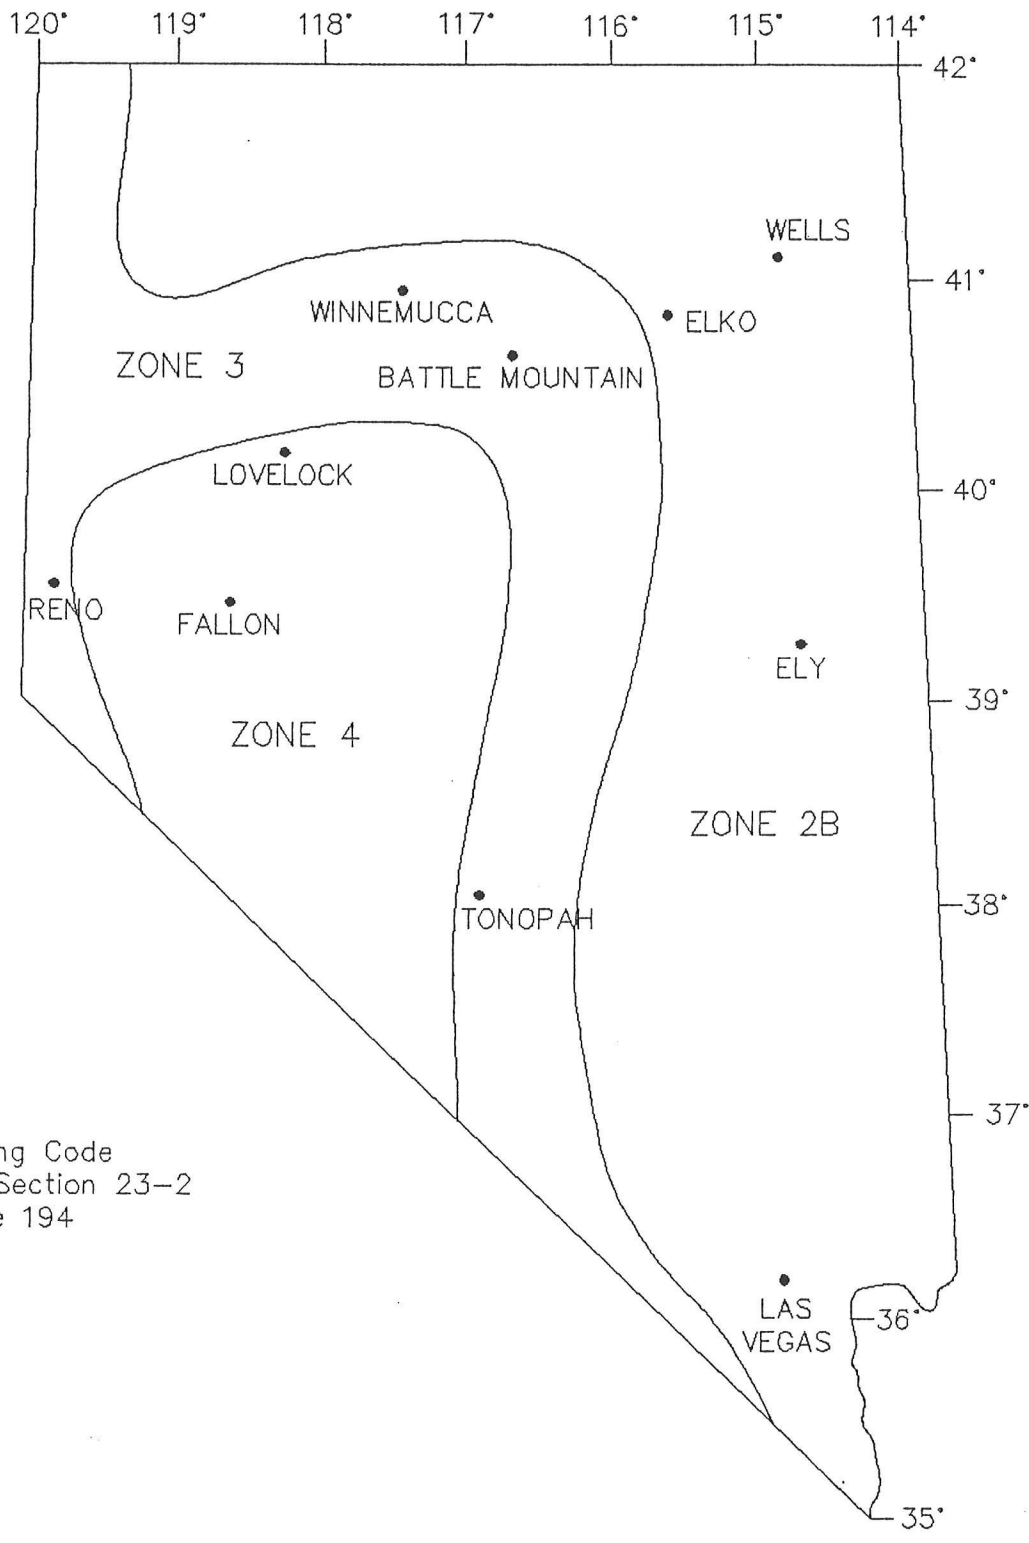 120° 119° 118° 117° 116° 115° 114°
42°
WELLS
41°
WINNEMUCCA
ELKO
ZONE 3
BATTLE MOUNTAIN
LOVELOCK
40°
RENO
FALLON
ELY
39°
ZONE 4
ZONE 2B
38°
TONOPAH
37°
ng Code
Section 23-2
e 194
LAS
VEGAS
36°
35°